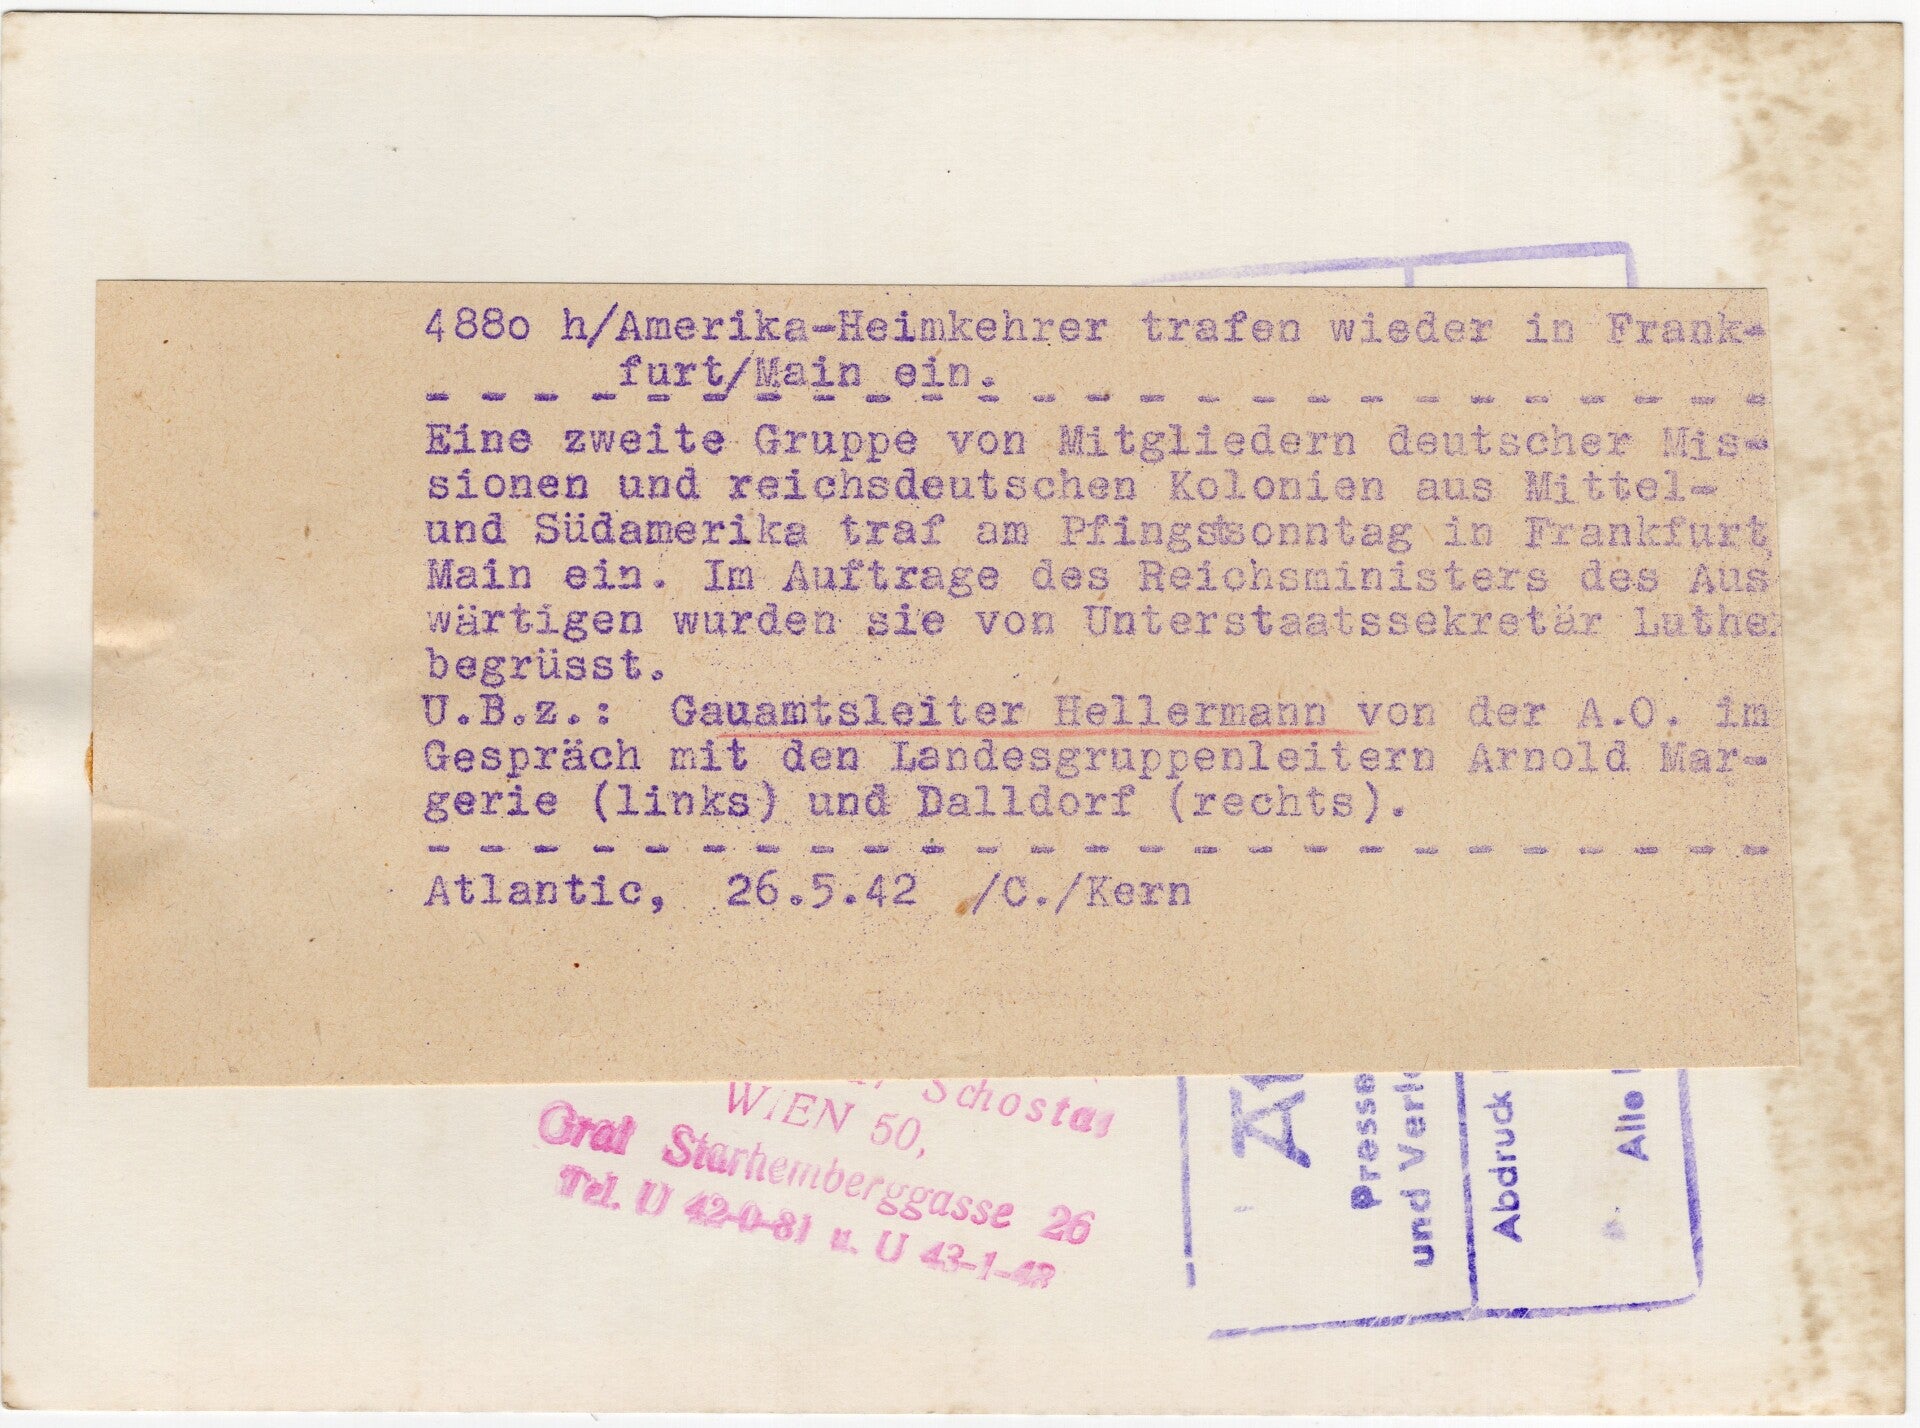 488o h/Amerika-Heimkehrer trafen wieder in Frank-
furt/Main ein.
- - - - - - - - - - - - - - - - - - - - - - - - -
Eine zweite Gruppe von Mitgliedern deutscher Mis-
sionen und reichsdeutschen Kolonien aus Mittel-
und Südamerika traf am Pfingstsonntag in Frankfurt
Main ein. Im Auftrage des Reichsministers des Aus
wärtigen wurden sie von Unterstaatssekretär Luther
begrüsst.
U.B.z.: Gauamtsleiter Hellermann von der A.O. im
Gespräch mit den Landesgruppenleitern Arnold Mar-
gerie (links) und Dalldorf (rechts).
- - - - - - - - - - - - - - - - - - - - - - - - -
Atlantic, 26.5.42 /C./Kern
Schostal
WIEN 50,
Graf Starhemberggasse 26
Tel. U 42-0-81 u. U 43-1-42
Presse
und Verl
Abdruck
Alle